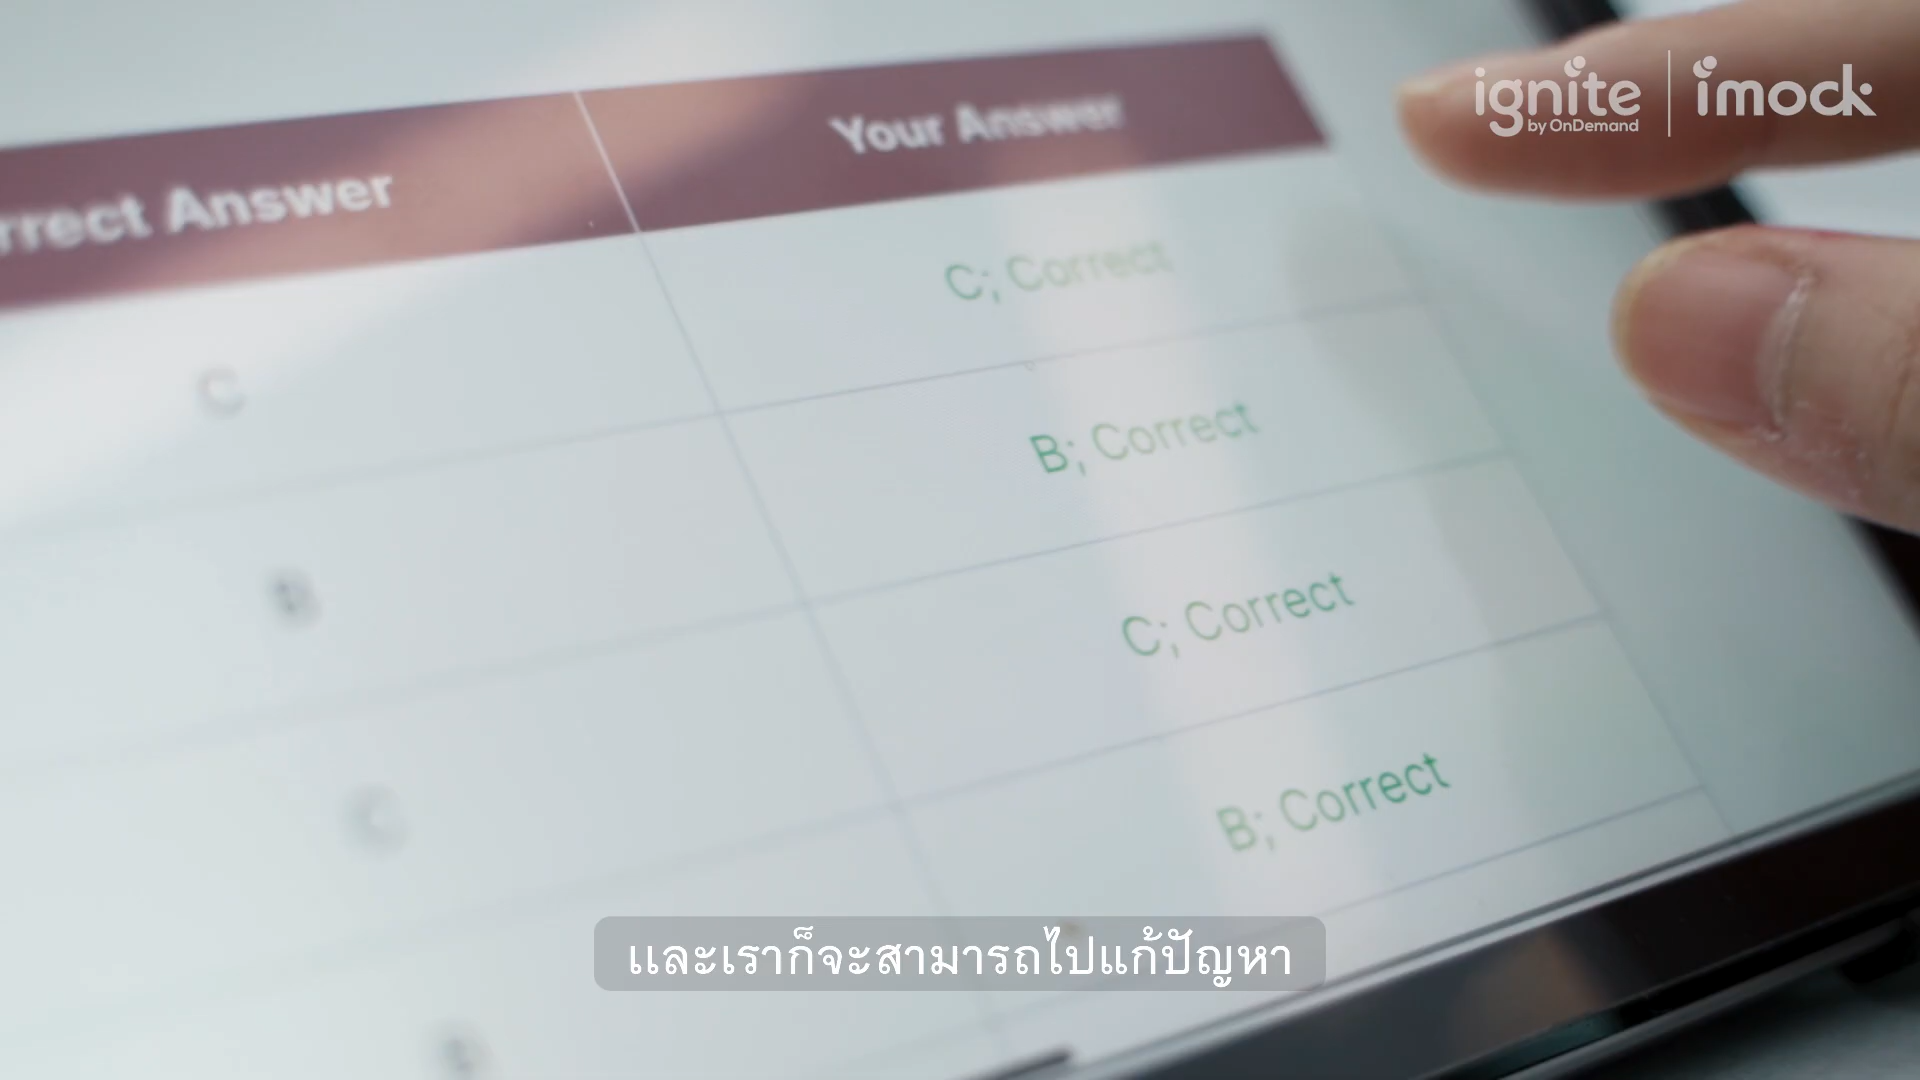 ignite
by OnDemand
imock
rrect Answer
Your Answer
C
C; Correct
B
B; Correct
C
C; Correct
B; Correct
และเราก็จะสามารถไปแก้ปัญหา